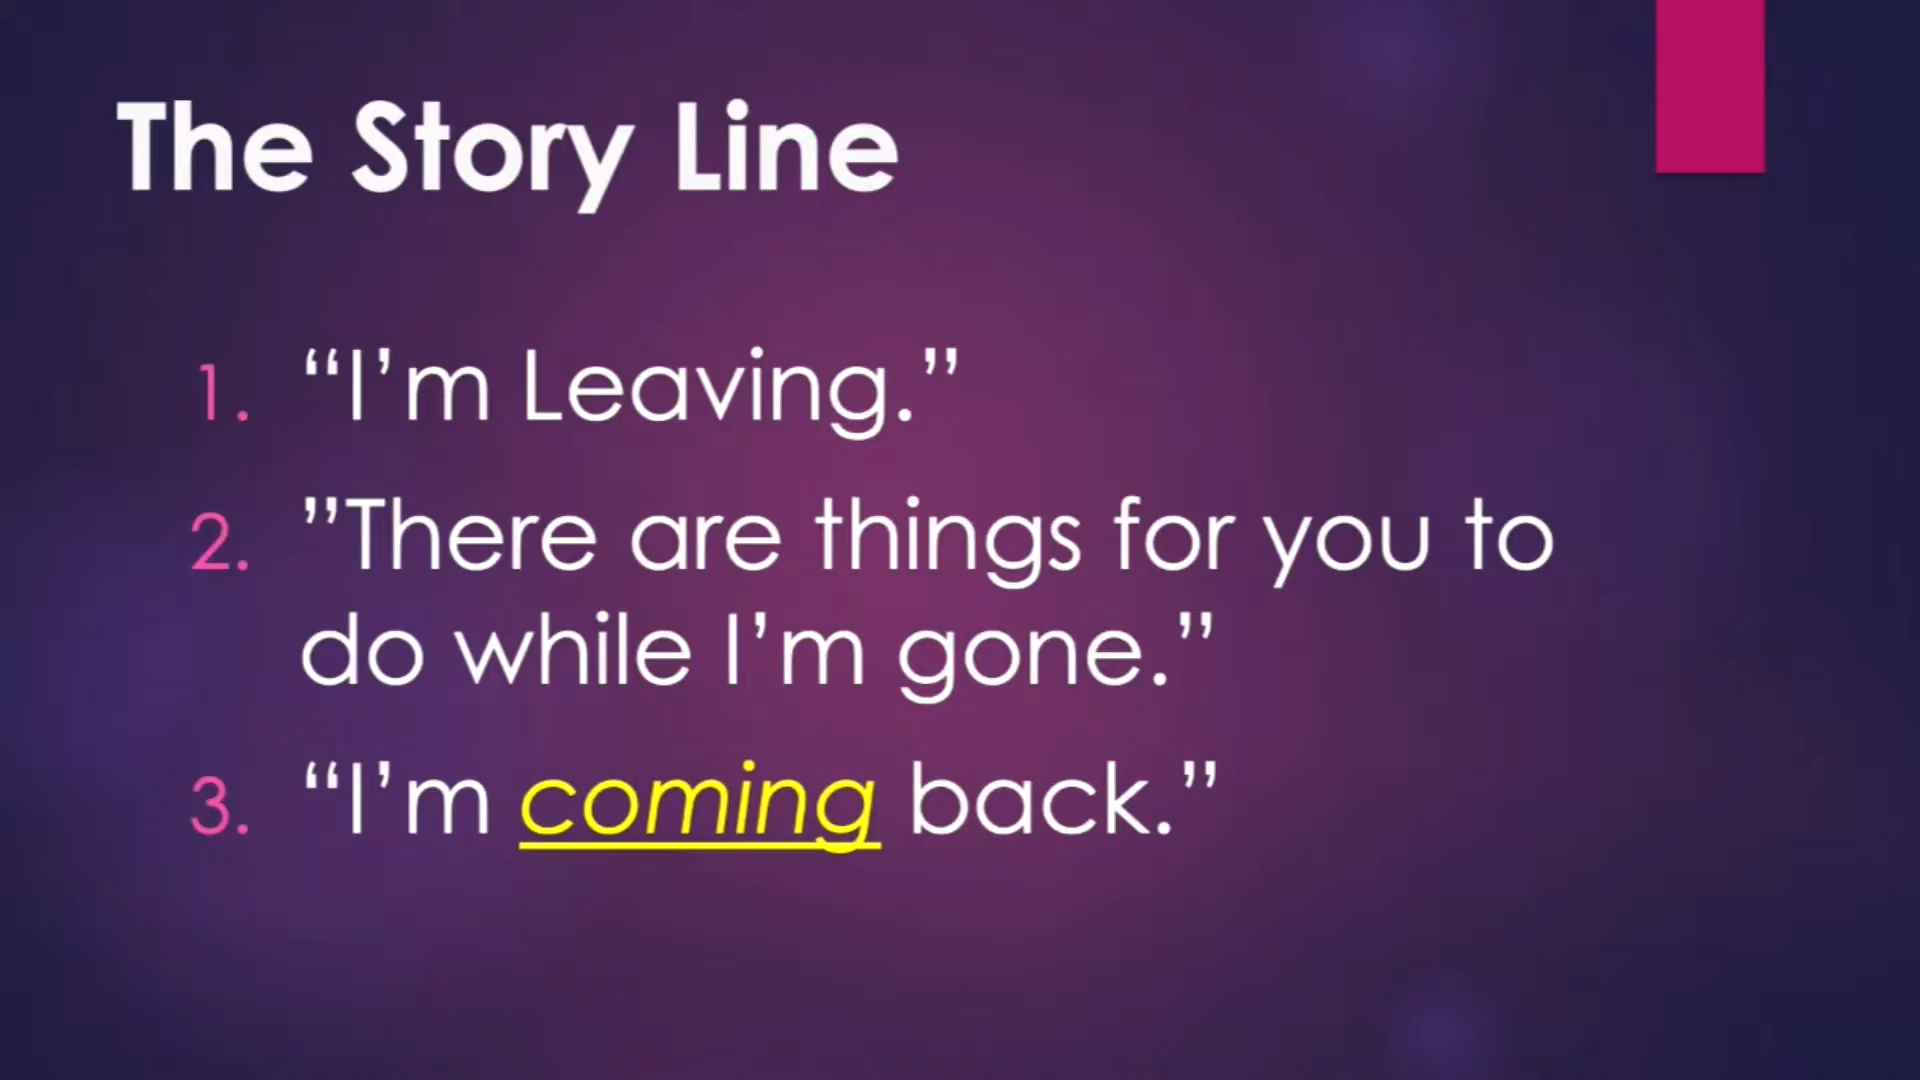 The Story Line
1. “I’m Leaving.”
2. ”There are things for you to
do while I’m gone.”
3. “I’m coming back.”